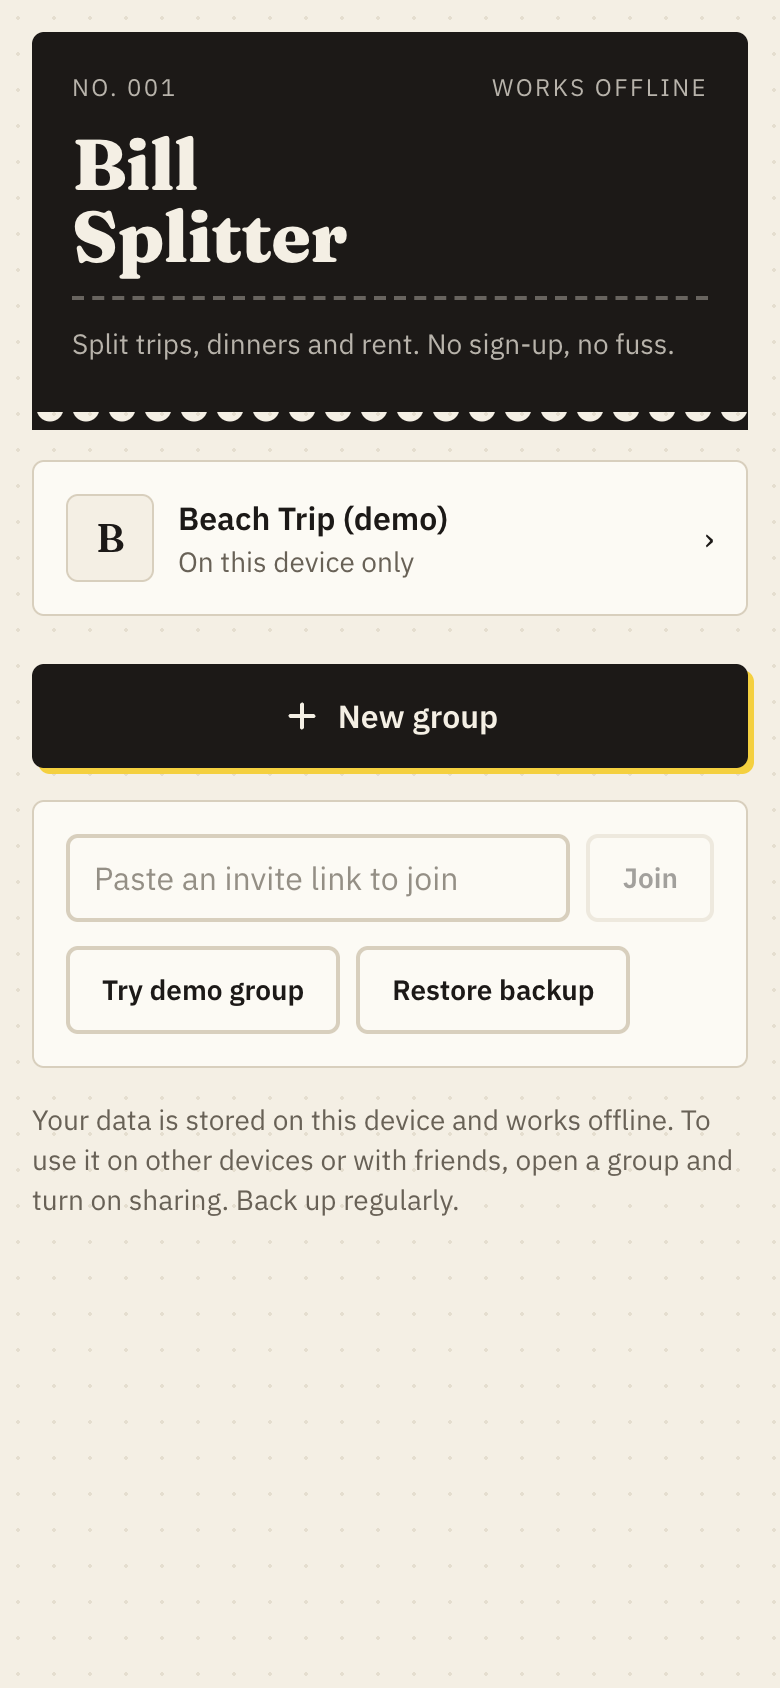 NO. 001
WORKS OFFLINE
Bill
Splitter
Split trips, dinners and rent. No sign-up, no fuss.
B
Beach Trip (demo)
On this device only
New group
Paste an invite link to join
Join
Try demo group
Restore backup
Your data is stored on this device and works offline. To
use it on other devices or with friends, open a group and
turn on sharing. Back up regularly.